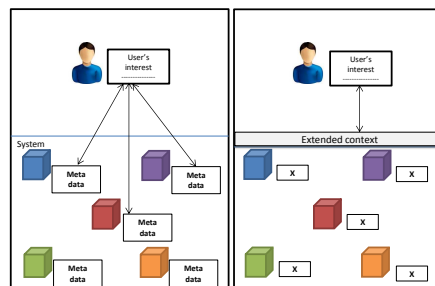 User's
interest
----------------
System
Meta
data
Meta
data
Meta
data
Meta
data
Meta
data
User's
interest
----------------
Extended context
X
X
X
X
X